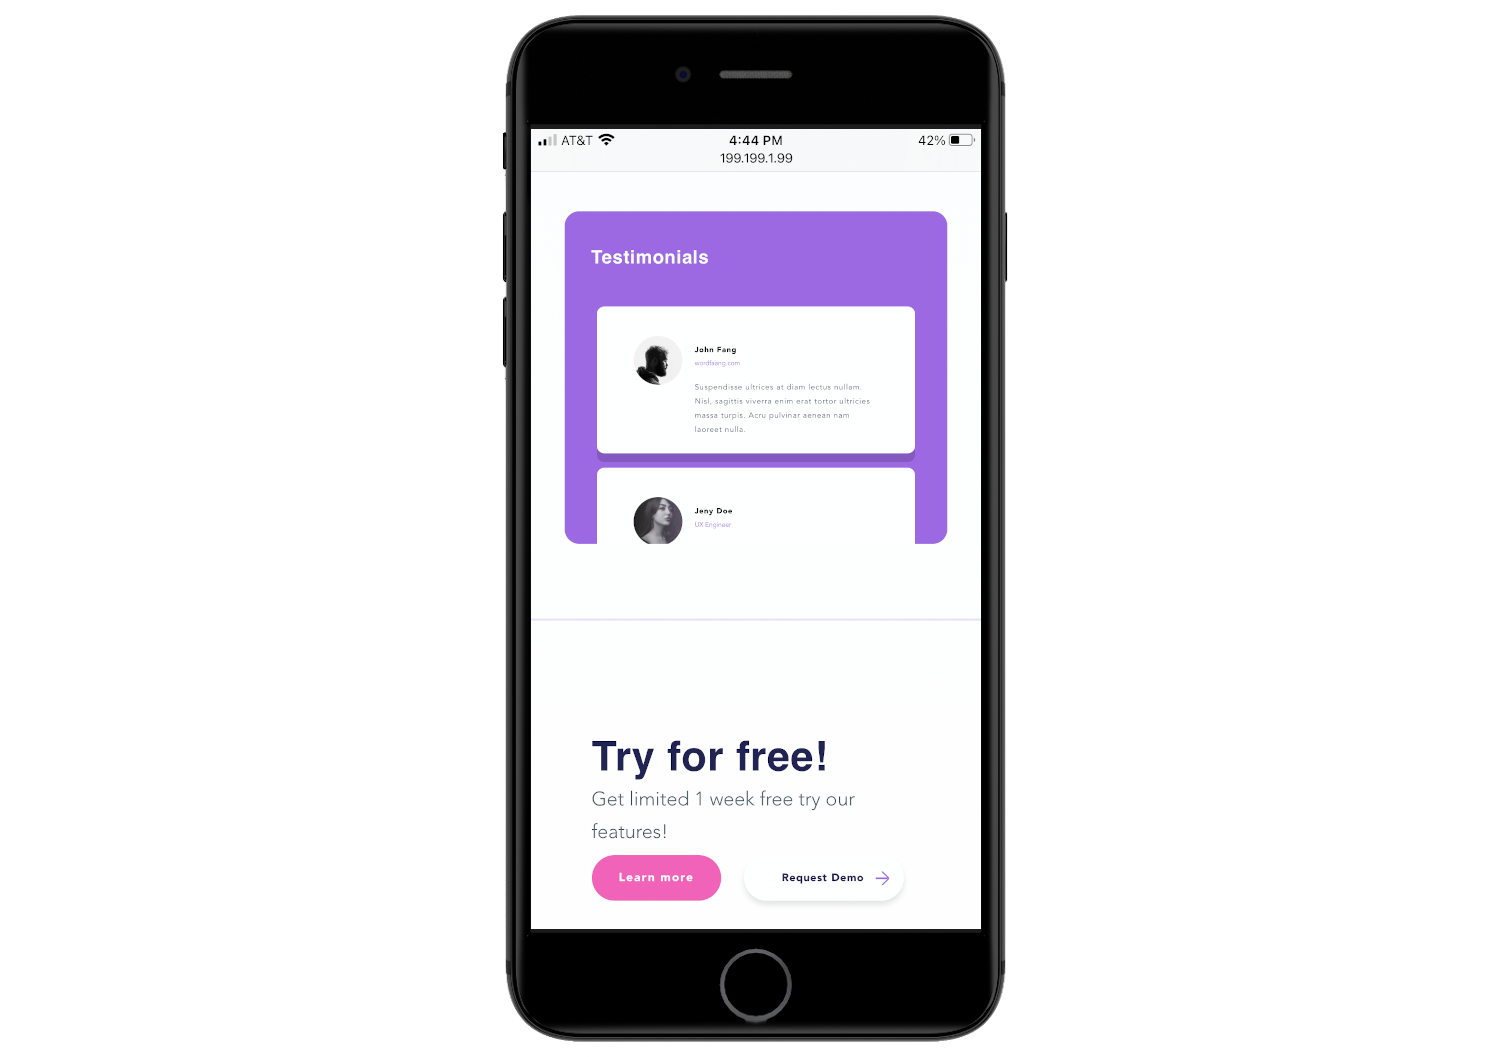 AT&T 4:44 PM 42%
199.199.1.99
Testimonials
John Fang
wordfaang.com
Suspendisse ultrices at diam lectus nullam.
Nisl, sagittis viverra enim erat tortor ultricies
massa turpis. Acru pulvinar aenean nam
laoreet nulla.
Jeny Doe
UX Engineer
Try for free!
Get limited 1 week free try our
features!
Learn more Request Demo